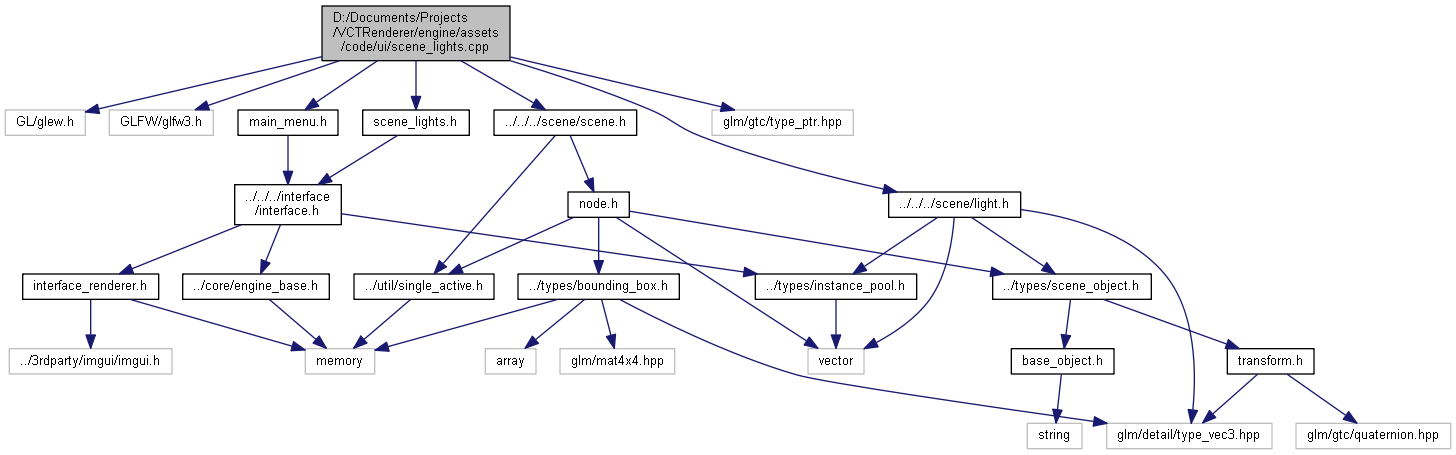 D:/Documents/Projects
/VCTRenderer/engine/assets
/code/ui/scene_lights.cpp
GL/glew.h
GLFW/glfw3.h
main_menu.h
scene_lights.h
../../../scene/scene.h
glm/gtc/type_ptr.hpp
../../../interface
/interface.h
node.h
../../../scene/light.h
interface_renderer.h
../core/engine_base.h
../util/single_active.h
../types/bounding_box.h
../types/instance_pool.h
../types/scene_object.h
../3rdparty/imgui/imgui.h
memory
array
glm/mat4x4.hpp
vector
base_object.h
transform.h
string
glm/detail/type_vec3.hpp
glm/gtc/quaternion.hpp